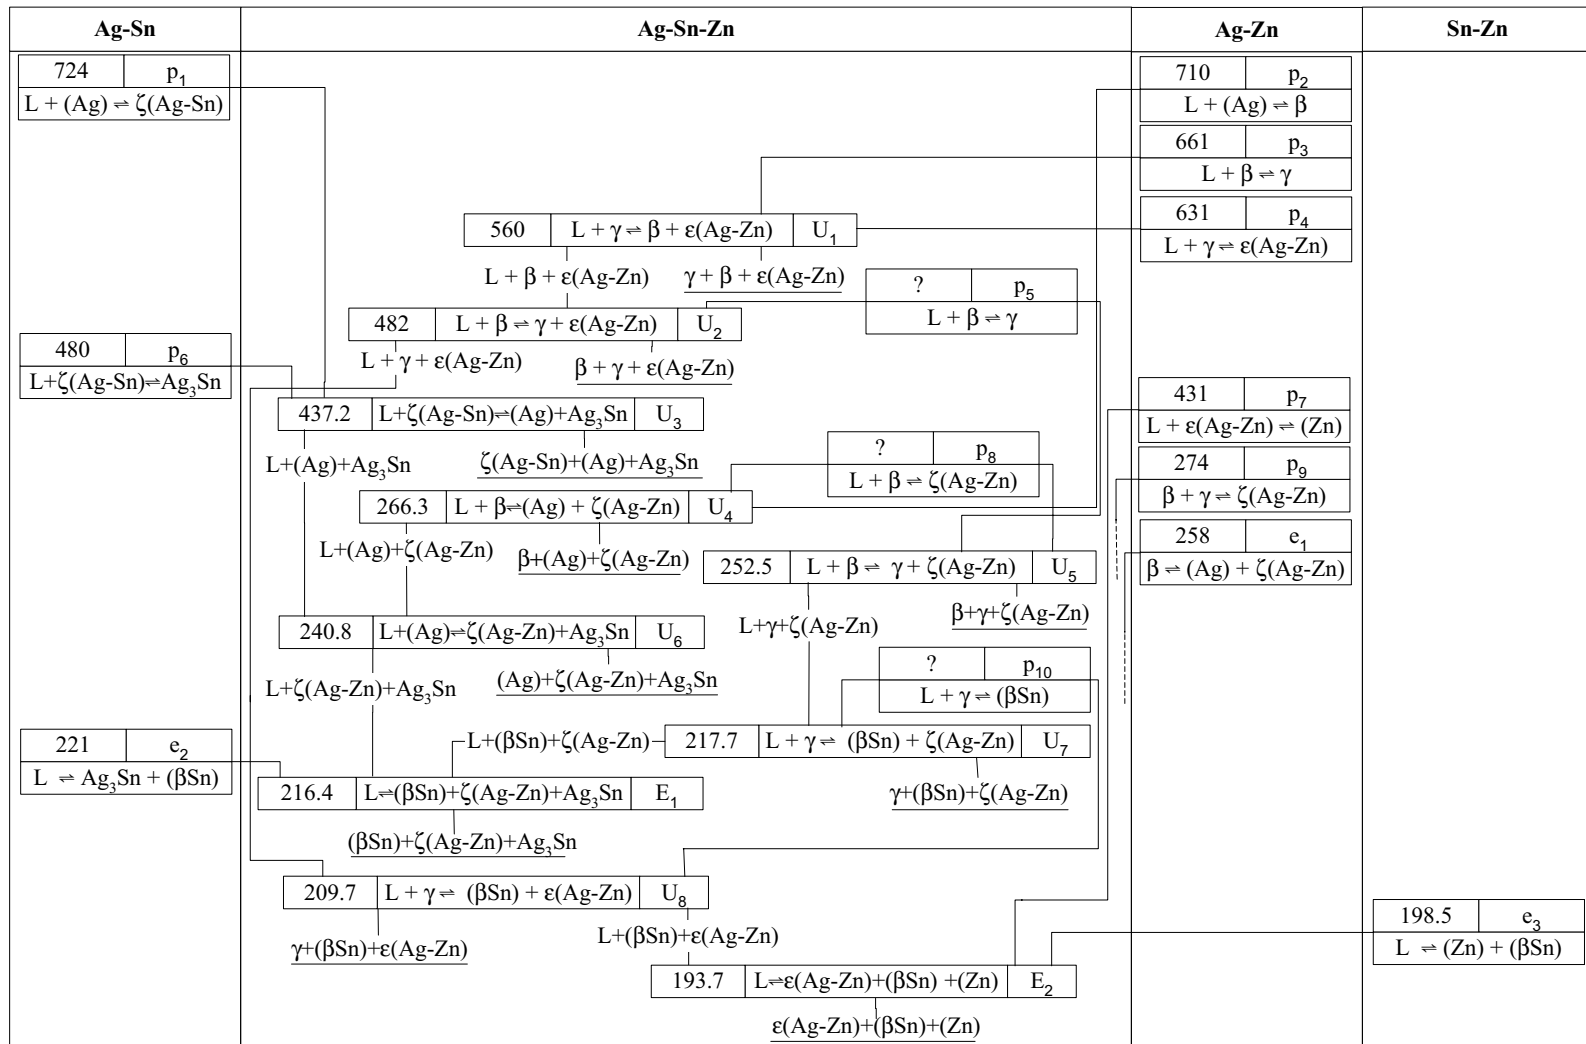 Ag-Sn Ag-Sn-Zn Ag-Zn Sn-Zn
724 p₁
L + (Ag) ⇌ ζ(Ag-Sn)
710 p₂
L + (Ag) ⇌ β
661 p₃
L + β ⇌ γ
631 p₄
L + γ ⇌ ε(Ag-Zn)
560 L + γ ⇌ β + ε(Ag-Zn) U₁
L + β + ε(Ag-Zn) γ + β + ε(Ag-Zn)
? p₅
L + β ⇌ γ
482 L + β ⇌ γ + ε(Ag-Zn) U₂
L + γ + ε(Ag-Zn) β + γ + ε(Ag-Zn)
480 p₆
L+ζ(Ag-Sn)⇌Ag₃Sn
437.2 L+ζ(Ag-Sn)⇌(Ag)+Ag₃Sn U₃
L+(Ag)+Ag₃Sn ζ(Ag-Sn)+(Ag)+Ag₃Sn
431 p₇
L + ε(Ag-Zn) ⇌ (Zn)
? p₈
L + β ⇌ ζ(Ag-Zn)
274 p₉
β + γ ⇌ ζ(Ag-Zn)
266.3 L + β⇌(Ag) + ζ(Ag-Zn) U₄
L+(Ag)+ζ(Ag-Zn) β+(Ag)+ζ(Ag-Zn)
258 e₁
β ⇌ (Ag) + ζ(Ag-Zn)
252.5 L + β ⇌ γ + ζ(Ag-Zn) U₅
L+γ+ζ(Ag-Zn) β+γ+ζ(Ag-Zn)
240.8 L+(Ag)⇌ζ(Ag-Zn)+Ag₃Sn U₆
L+ζ(Ag-Zn)+Ag₃Sn (Ag)+ζ(Ag-Zn)+Ag₃Sn
? p₁₀
L + γ ⇌ (βSn)
217.7 L + γ ⇌ (βSn) + ζ(Ag-Zn) U₇
L+(βSn)+ζ(Ag-Zn) γ+(βSn)+ζ(Ag-Zn)
221 e₂
L ⇌ Ag₃Sn + (βSn)
216.4 L⇌(βSn)+ζ(Ag-Zn)+Ag₃Sn E₁
(βSn)+ζ(Ag-Zn)+Ag₃Sn
209.7 L + γ ⇌ (βSn) + ε(Ag-Zn) U₈
γ+(βSn)+ε(Ag-Zn) L+(βSn)+ε(Ag-Zn)
198.5 e₃
L ⇌ (Zn) + (βSn)
193.7 L⇌ε(Ag-Zn)+(βSn) +(Zn) E₂
ε(Ag-Zn)+(βSn)+(Zn)